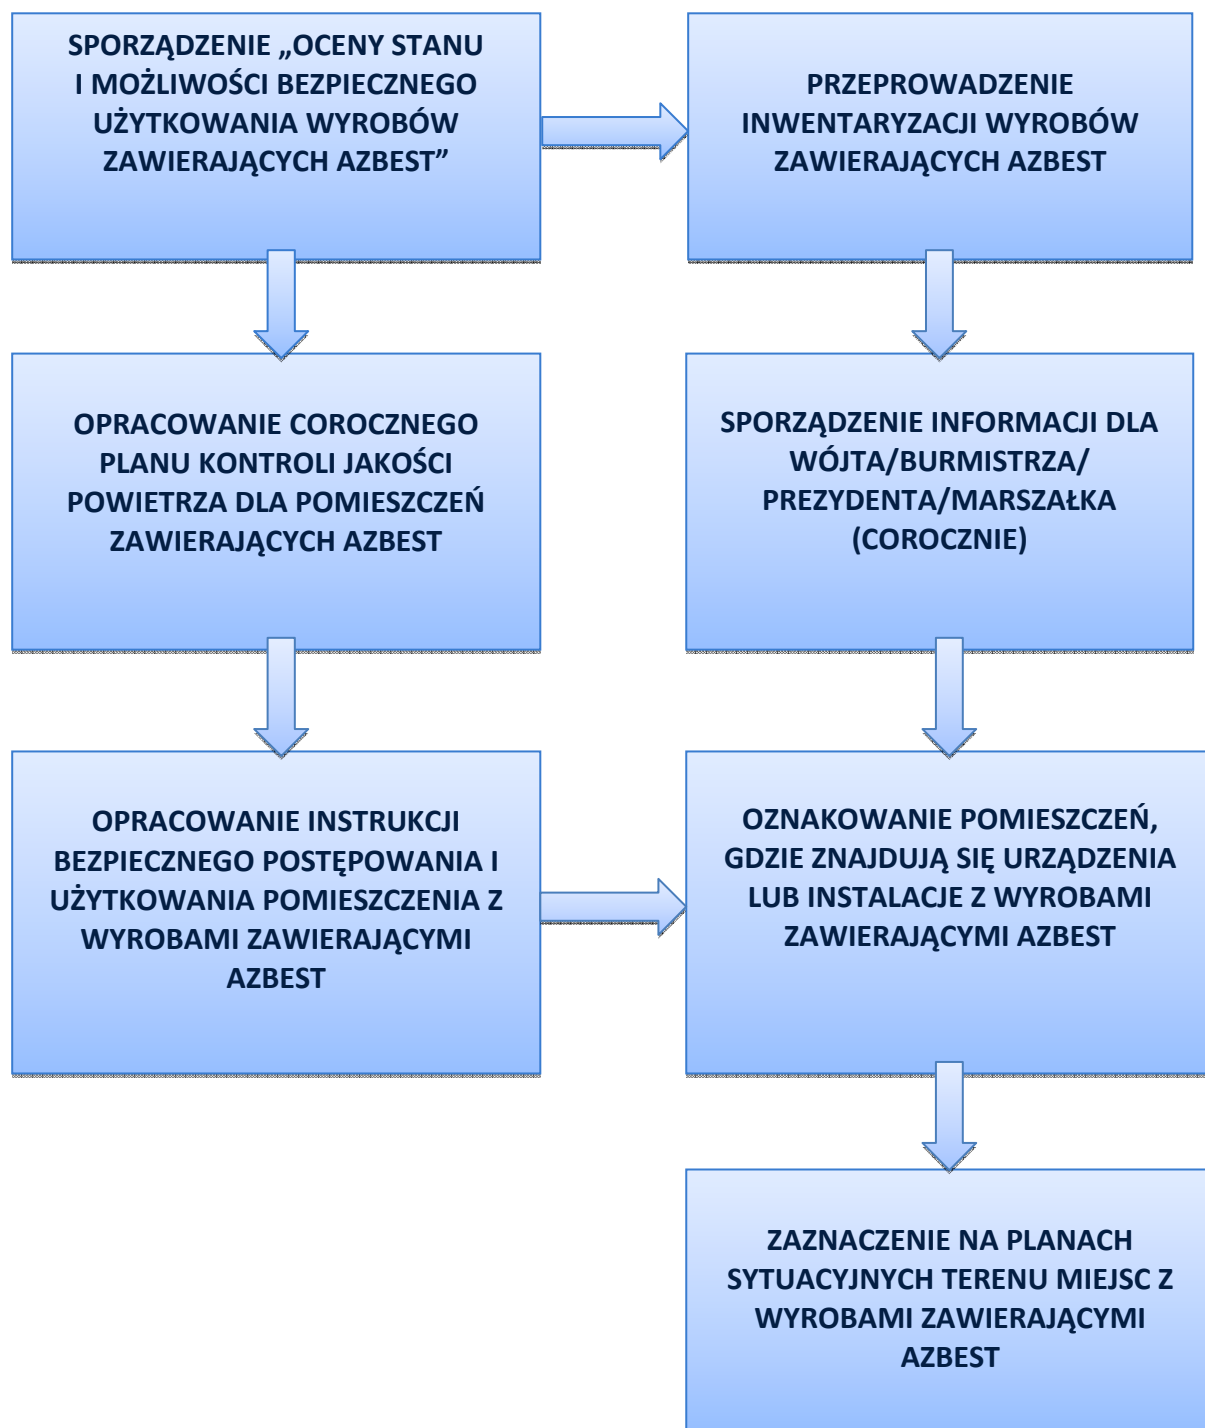 SPORZĄDZENIE „OCENY STANU
I MOŻLIWOŚCI BEZPIECZNEGO
UŻYTKOWANIA WYROBÓW
ZAWIERAJĄCYCH AZBEST”
PRZEPROWADZENIE
INWENTARYZACJI WYROBÓW
ZAWIERAJĄCYCH AZBEST
OPRACOWANIE COROCZNEGO
PLANU KONTROLI JAKOŚCI
POWIETRZA DLA POMIESZCZEŃ
ZAWIERAJĄCYCH AZBEST
SPORZĄDZENIE INFORMACJI DLA
WÓJTA/BURMISTRZA/
PREZYDENTA/MARSZAŁKA
(COROCZNIE)
OPRACOWANIE INSTRUKCJI
BEZPIECZNEGO POSTĘPOWANIA I
UŻYTKOWANIA POMIESZCZENIA Z
WYROBAMI ZAWIERAJĄCYMI
AZBEST
OZNAKOWANIE POMIESZCZEŃ,
GDZIE ZNAJDUJĄ SIĘ URZĄDZENIA
LUB INSTALACJE Z WYROBAMI
ZAWIERAJĄCYMI AZBEST
ZAZNACZENIE NA PLANACH
SYTUACYJNYCH TERENU MIEJSC Z
WYROBAMI ZAWIERAJĄCYMI
AZBEST